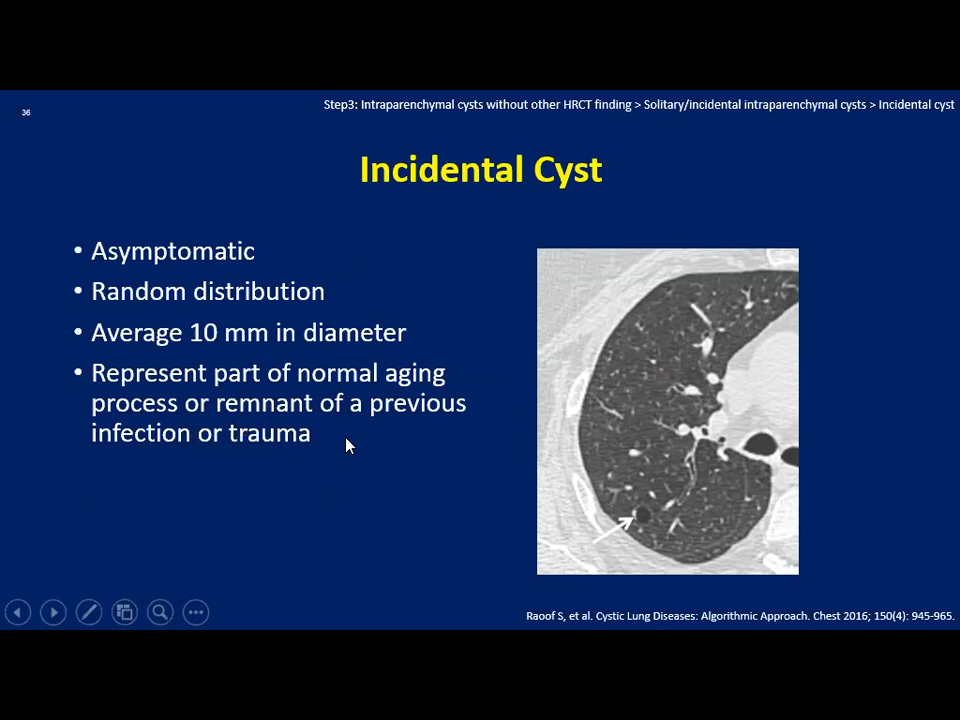 36
Step3: Intraparenchymal cysts without other HRCT finding > Solitary/incidental intraparenchymal cysts > Incidental cyst
Incidental Cyst
• Asymptomatic
• Random distribution
• Average 10 mm in diameter
• Represent part of normal aging
process or remnant of a previous
infection or trauma
Raoof S, et al. Cystic Lung Diseases: Algorithmic Approach. Chest 2016; 150(4): 945-965.